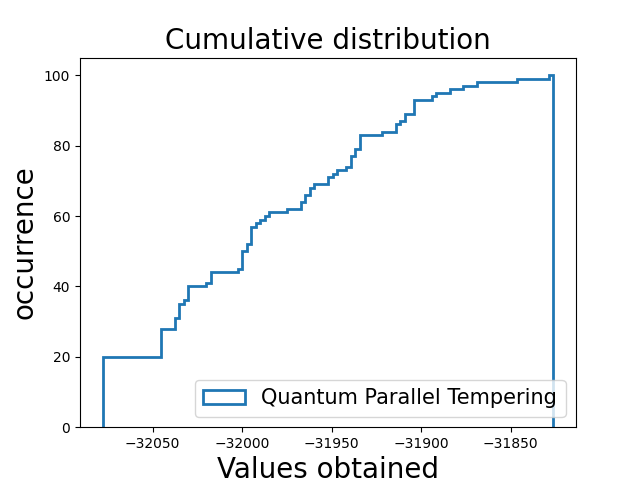 Cumulative distribution
occurrence
100
80
60
40
20
0
Quantum Parallel Tempering
−32050 −32000 −31950 −31900 −31850
Values obtained